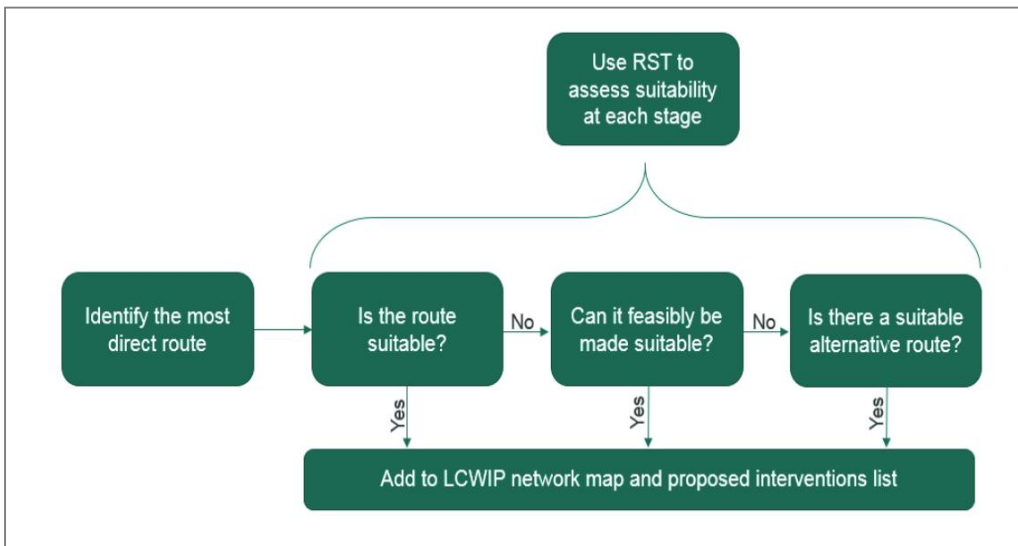 Use RST to
assess suitability
at each stage
Identify the most
direct route
Is the route
suitable?
No
Can it feasibly be
made suitable?
No
Is there a suitable
alternative route?
Yes
Yes
Yes
Add to LCWIP network map and proposed interventions list